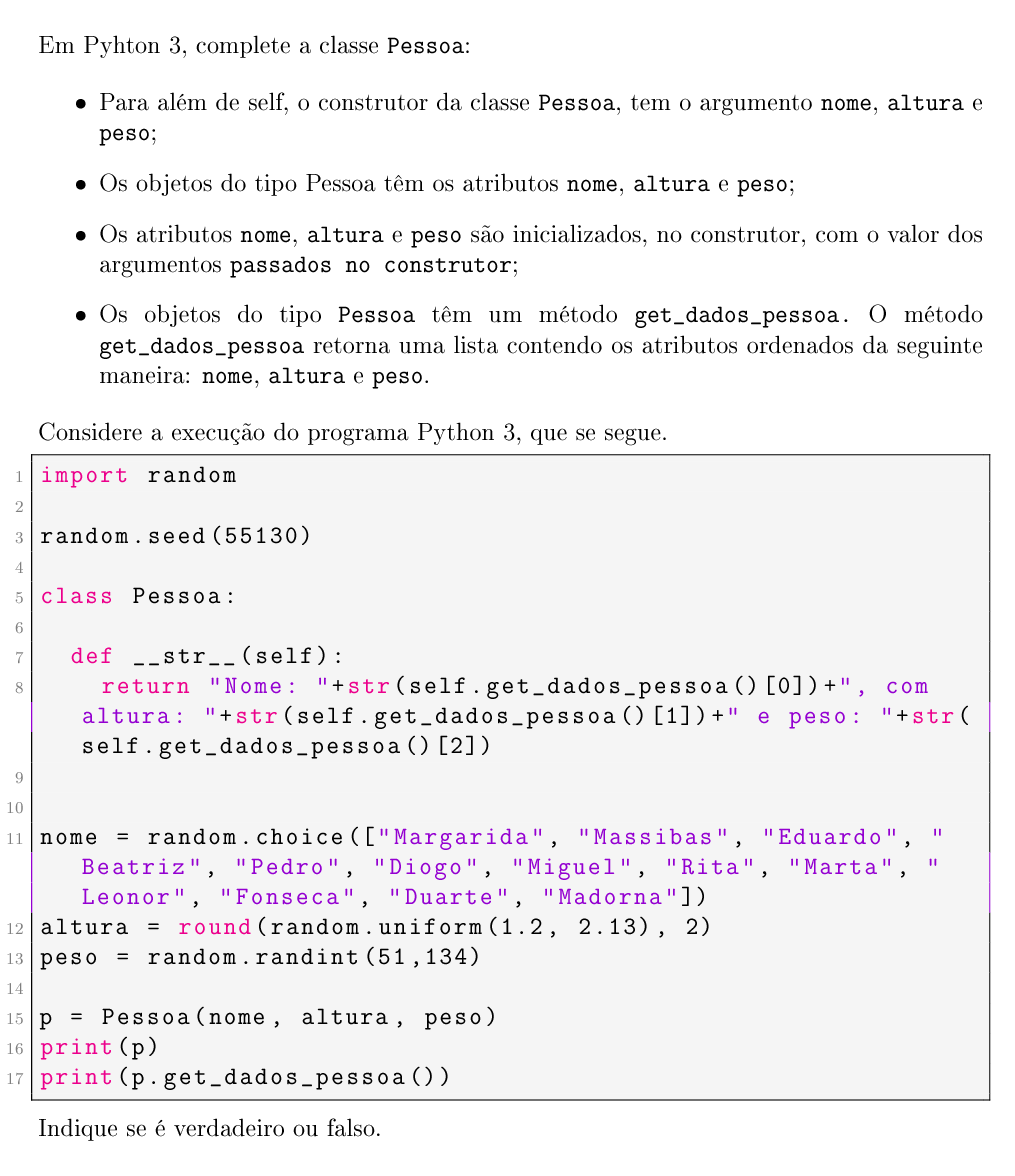 Em Pyhton 3, complete a classe Pessoa:
• Para além de self, o construtor da classe Pessoa, tem o argumento nome, altura e
peso;
• Os objetos do tipo Pessoa têm os atributos nome, altura e peso;
• Os atributos nome, altura e peso são inicializados, no construtor, com o valor dos
argumentos passados no construtor;
• Os objetos do tipo Pessoa têm um método get_dados_pessoa. O método
get_dados_pessoa retorna uma lista contendo os atributos ordenados da seguinte
maneira: nome, altura e peso.
Considere a execução do programa Python 3, que se segue.
1 import random
2
3 random.seed(55130)
4
5 class Pessoa:
6
7   def __str__(self):
8     return "Nome: "+str(self.get_dados_pessoa()[0])+", com
altura: "+str(self.get_dados_pessoa()[1])+" e peso: "+str(
self.get_dados_pessoa()[2])
9
10
11 nome = random.choice(["Margarida", "Massibas", "Eduardo", "
Beatriz", "Pedro", "Diogo", "Miguel", "Rita", "Marta", "
Leonor", "Fonseca", "Duarte", "Madorna"])
12 altura = round(random.uniform(1.2, 2.13), 2)
13 peso = random.randint(51,134)
14
15 p = Pessoa(nome, altura, peso)
16 print(p)
17 print(p.get_dados_pessoa())
Indique se é verdadeiro ou falso.